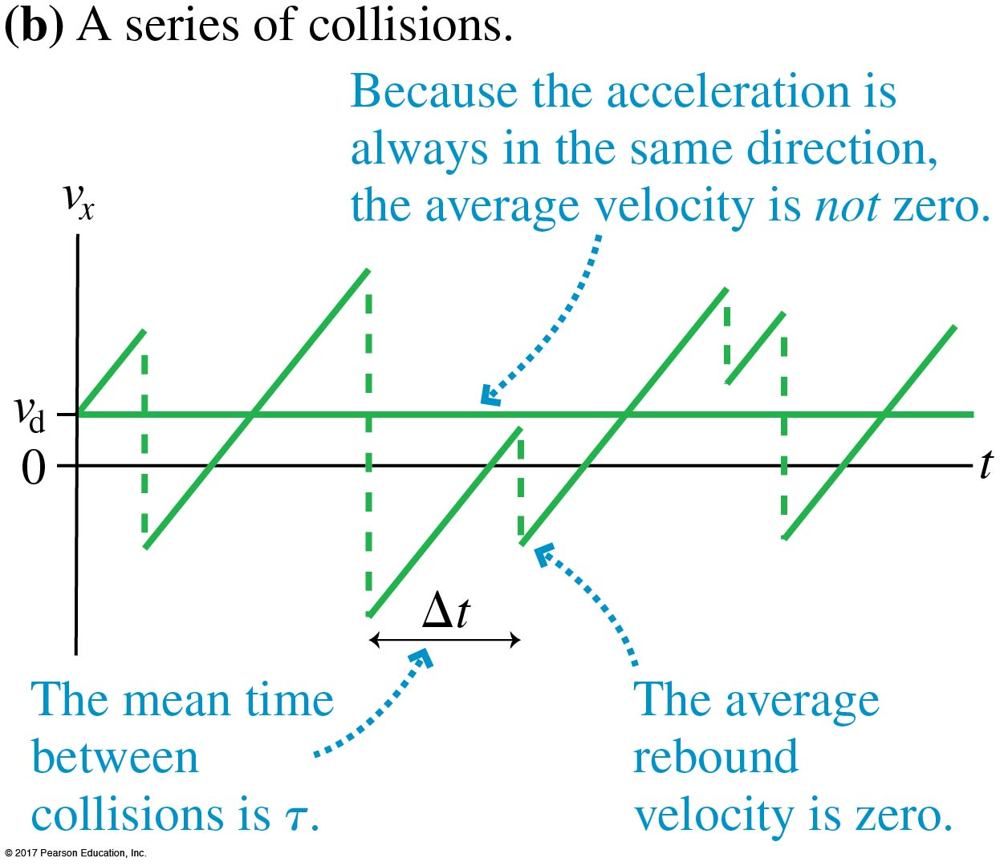 (b) A series of collisions.
Because the acceleration is
always in the same direction,
the average velocity is not zero.
vx
vd
0
t
Δt
The mean time
between
collisions is τ.
The average
rebound
velocity is zero.
© 2017 Pearson Education, Inc.